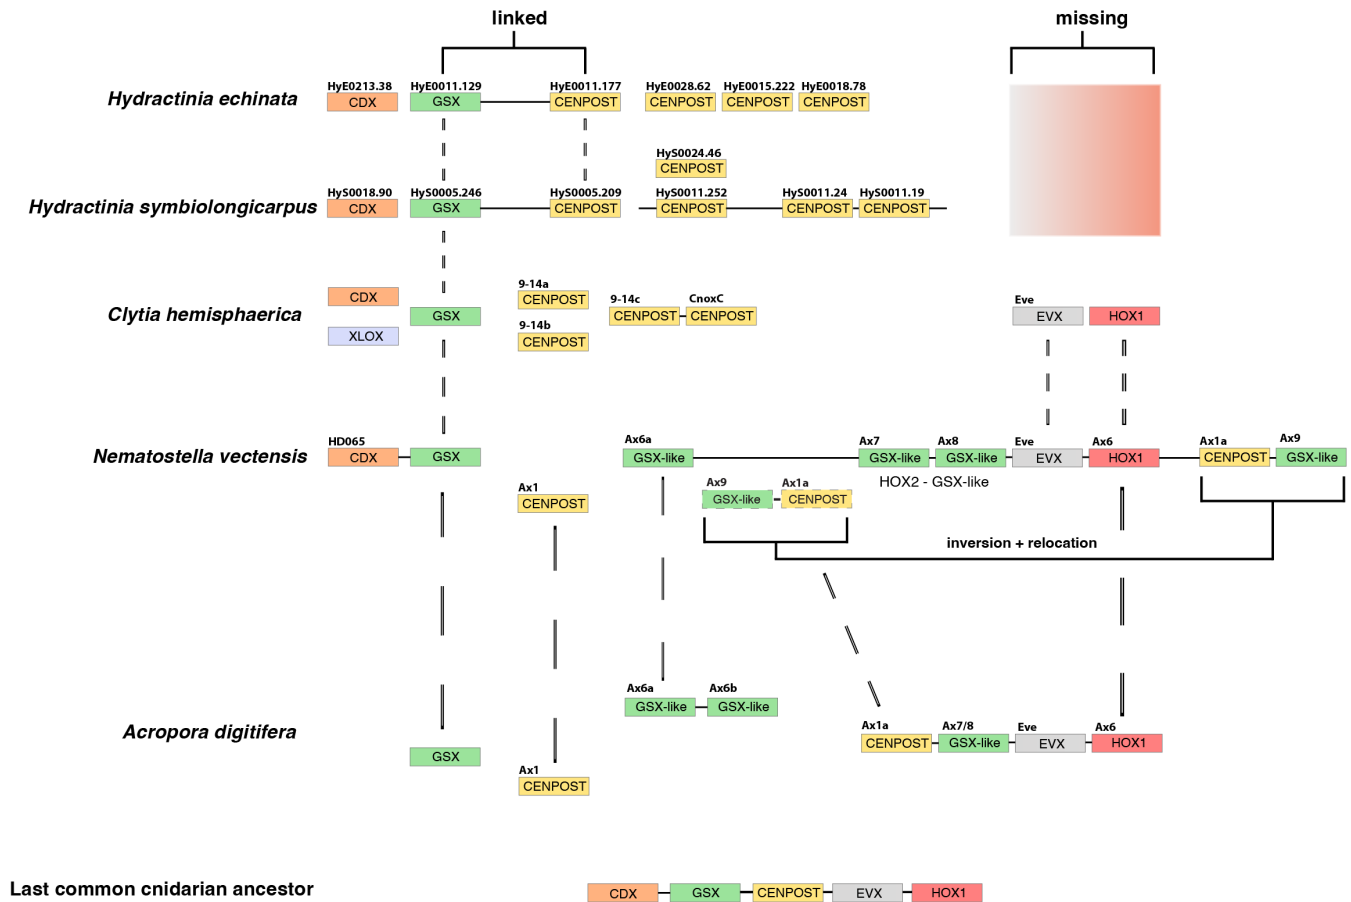 linked
missing
HyE0213.38 HyE0011.129 HyE0011.177 HyE0028.62 HyE0015.222 HyE0018.78
Hydractinia echinata CDX GSX CENPOST CENPOST CENPOST CENPOST
HyS0024.46
CENPOST
HyS0018.90 HyS0005.246 HyS0005.209 HyS0011.252 HyS0011.24 HyS0011.19
Hydractinia symbiolongicarpus CDX GSX CENPOST CENPOST CENPOST CENPOST
9-14a
CDX CENPOST
9-14c CnoxC Eve
Clytia hemisphaerica GSX CENPOST CENPOST EVX HOX1
9-14b
XLOX CENPOST
HD065 Ax6a Ax7 Ax8 Eve Ax6 Ax1a Ax9
Nematostella vectensis CDX GSX GSX-like GSX-like GSX-like EVX HOX1 CENPOST GSX-like
HOX2 - GSX-like
Ax9 Ax1a
GSX-like CENPOST
Ax1
CENPOST
inversion + relocation
Ax6a Ax6b
GSX-like GSX-like
Ax1a Ax7/8 Eve Ax6
Acropora digitifera CENPOST GSX-like EVX HOX1
GSX
Ax1
CENPOST
Last common cnidarian ancestor CDX GSX CENPOST EVX HOX1